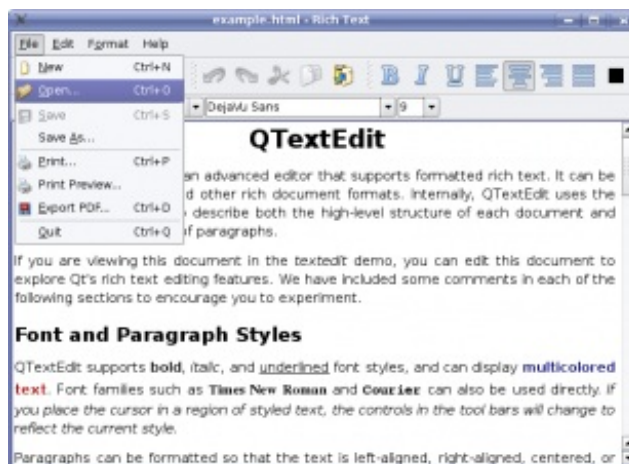 example.html - Rich Text
File Edit Format Help
New Ctrl+N
Open... Ctrl+O
Save Ctrl+S
Save As...
Print... Ctrl+P
Print Preview...
Export PDF... Ctrl+D
Quit Ctrl+Q
B I U
DejaVu Sans 9
QTextEdit
an advanced editor that supports formatted rich text. It can be
d other rich document formats. Internally, QTextEdit uses the
describe both the high-level structure of each document and
of paragraphs.
If you are viewing this document in the textedit demo, you can edit this document to
explore Qt's rich text editing features. We have included some comments in each of the
following sections to encourage you to experiment.
Font and Paragraph Styles
QTextEdit supports bold, italic, and underlined font styles, and can display multicolored
text. Font families such as Times New Roman and Courier can also be used directly. If
you place the cursor in a region of styled text, the controls in the tool bars will change to
reflect the current style.
Paragraphs can be formatted so that the text is left-aligned, right-aligned, centered, or